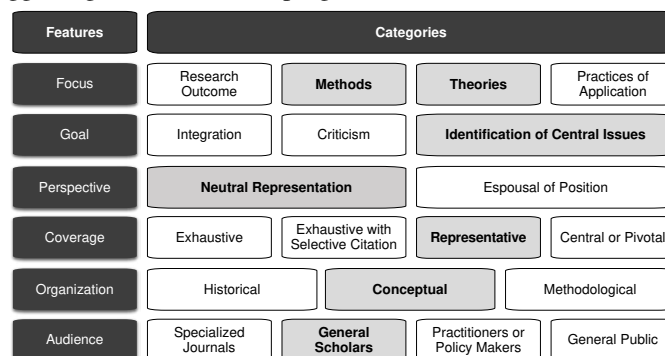 Features Categories
Focus Research Outcome Methods Theories Practices of Application
Goal Integration Criticism Identification of Central Issues
Perspective Neutral Representation Espousal of Position
Coverage Exhaustive Exhaustive with Selective Citation Representative Central or Pivotal
Organization Historical Conceptual Methodological
Audience Specialized Journals General Scholars Practitioners or Policy Makers General Public